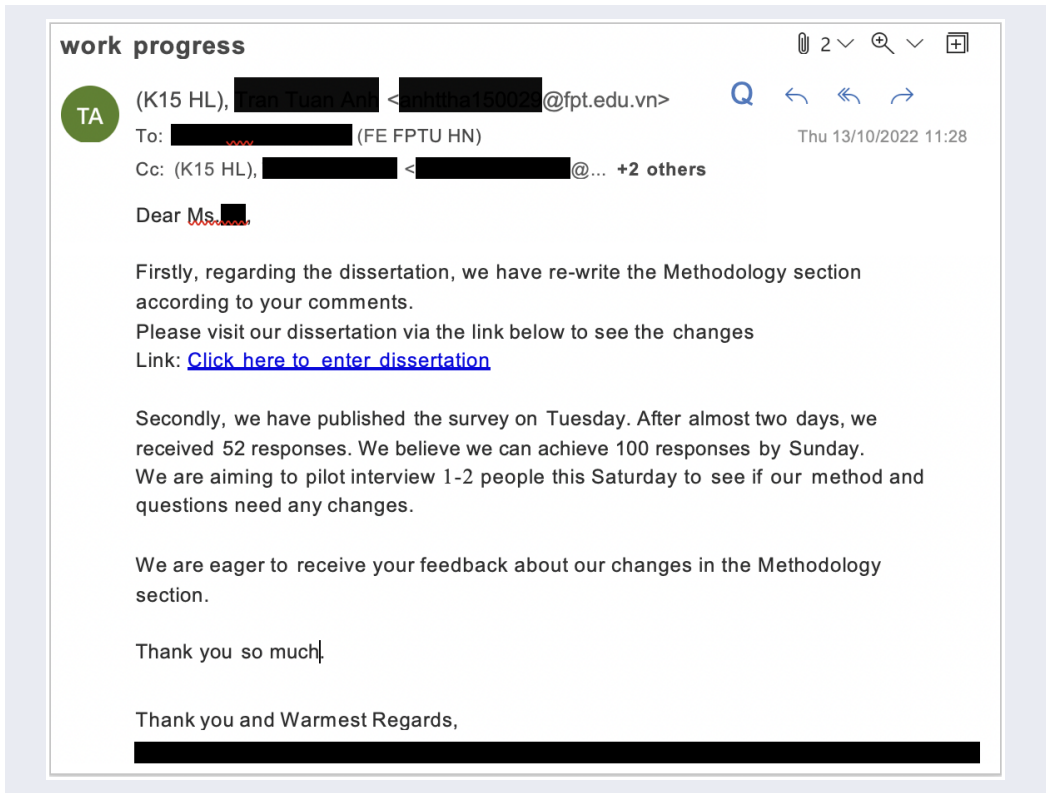 work progress
2
TA
(K15 HL), < @fpt.edu.vn>
Q
To: (FE FPTU HN)
Thu 13/10/2022 11:28
Cc: (K15 HL), < @... +2 others
Dear Ms. ,
Firstly, regarding the dissertation, we have re-write the Methodology section
according to your comments.
Please visit our dissertation via the link below to see the changes
Link: Click here to enter dissertation
Secondly, we have published the survey on Tuesday. After almost two days, we
received 52 responses. We believe we can achieve 100 responses by Sunday.
We are aiming to pilot interview 1-2 people this Saturday to see if our method and
questions need any changes.
We are eager to receive your feedback about our changes in the Methodology
section.
Thank you so much.
Thank you and Warmest Regards,